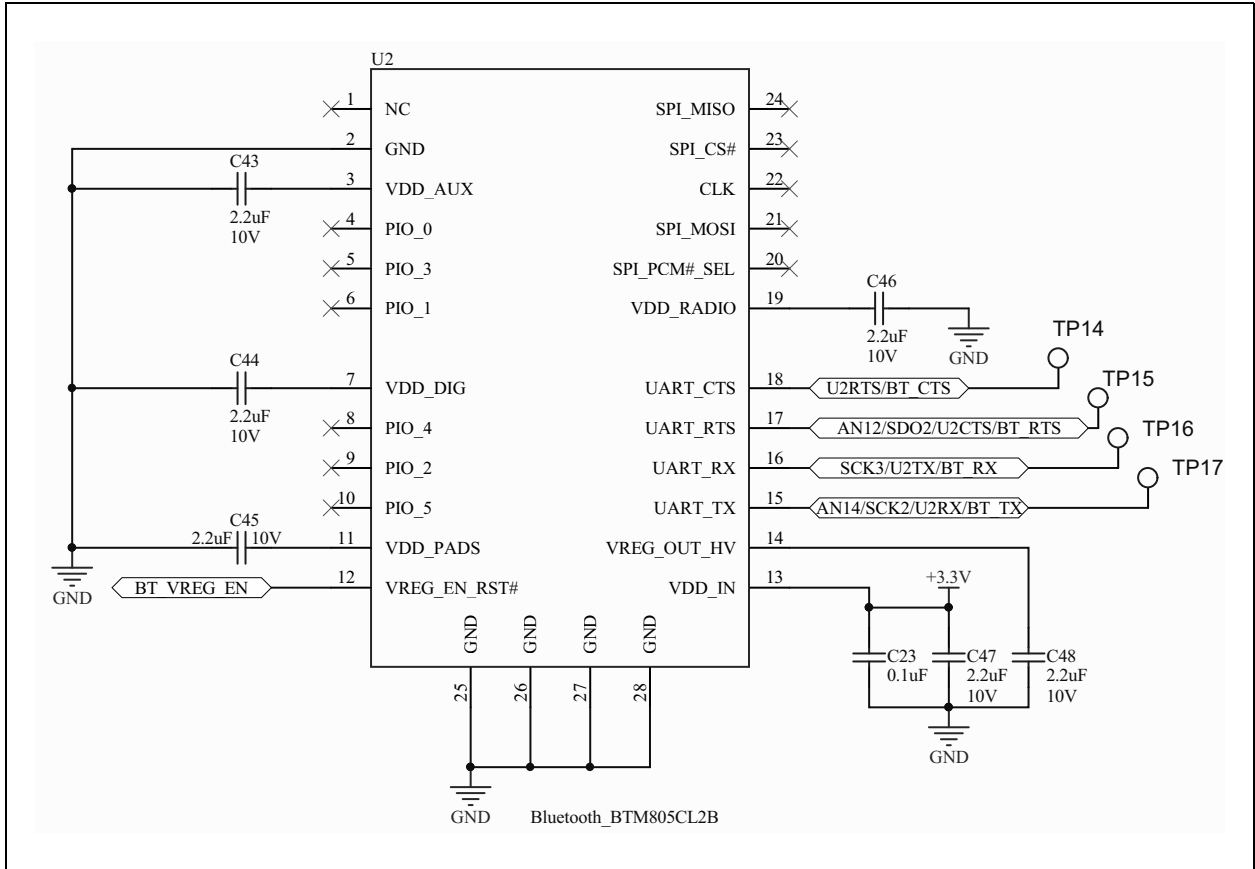 U2
1
NC
2
GND
C43
3
VDD_AUX
2.2uF
10V
4
PIO_0
5
PIO_3
6
PIO_1
C44
7
VDD_DIG
2.2uF
10V
8
PIO_4
9
PIO_2
10
PIO_5
C45
2.2uF 10V
11
VDD_PADS
GND
BT_VREG_EN
12
VREG_EN_RST#
SPI_MISO
24
SPI_CS#
23
CLK
22
SPI_MOSI
21
SPI_PCM#_SEL
20
VDD_RADIO
19
C46
2.2uF
10V
GND
UART_CTS
18
U2RTS/BT_CTS
TP14
UART_RTS
17
AN12/SDO2/U2CTS/BT_RTS
TP15
UART_RX
16
SCK3/U2TX/BT_RX
TP16
UART_TX
15
AN14/SCK2/U2RX/BT_TX
TP17
VREG_OUT_HV
14
VDD_IN
13
+3.3V
C23
0.1uF
C47
2.2uF
10V
C48
2.2uF
10V
GND
GND
GND
GND
GND
25
26
27
28
GND
Bluetooth_BTM805CL2B